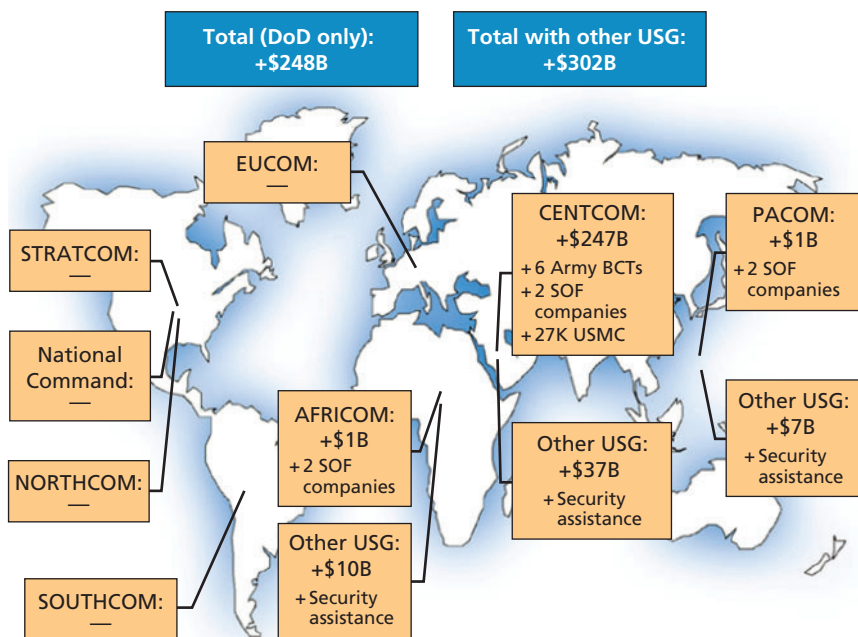 Total (DoD only):
+$248B
Total with other USG:
+$302B
EUCOM:
—
STRATCOM:
—
National
Command:
—
NORTHCOM:
—
SOUTHCOM:
—
AFRICOM:
+$1B
+ 2 SOF
companies
Other USG:
+$10B
+ Security
assistance
CENTCOM:
+$247B
+ 6 Army BCTs
+ 2 SOF
companies
+ 27K USMC
Other USG:
+$37B
+ Security
assistance
PACOM:
+$1B
+ 2 SOF
companies
Other USG:
+$7B
+ Security
assistance